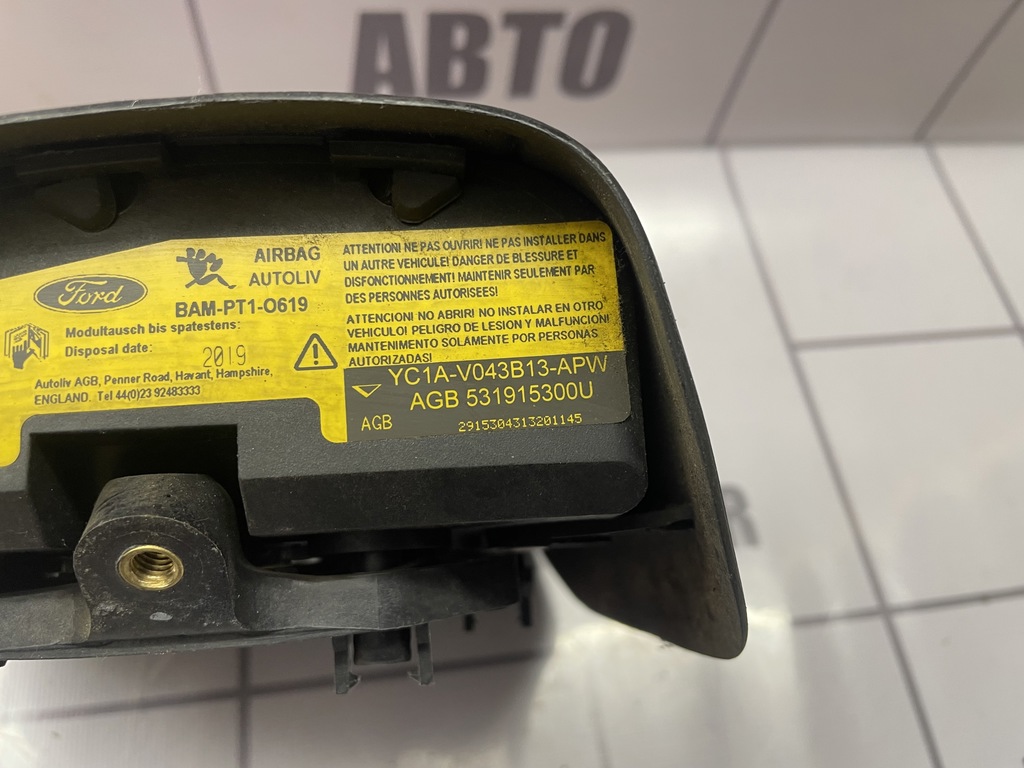 АВТО
Ford
AIRBAG
AUTOLIV
BAM-PT1-O619
Modultausch bis spatestens:
Disposal date:
2019
Autoliv AGB, Penner Road, Havant, Hampshire,
ENGLAND. Tel 44(0)23 92483333
ATTENTION! NE PAS OUVRIR! NE PAS INSTALLER DANS
UN AUTRE VEHICULE! DANGER DE BLESSURE ET
DISFONCTIONNEMENT! MAINTENIR SEULEMENT PAR
DES PERSONNES AUTORISEES!
ATTENCION! NO ABRIR! NO INSTALAR EN OTRO
VEHICULO! PELIGRO DE LESION Y MALFUNCION!
MANTENIMENTO SOLAMENTE POR PERSONAS
AUTORIZADAS!
YC1A-V043B13-APW
AGB 531915300U
AGB
2915304313201145